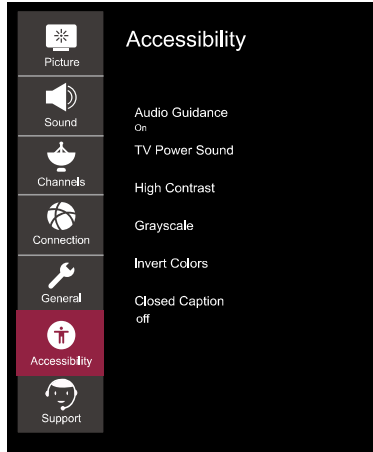 Picture
Sound
Channels
Connection
General
Accessibility
Support
Accessibility
Audio Guidance
On
TV Power Sound
High Contrast
Grayscale
Invert Colors
Closed Caption
off